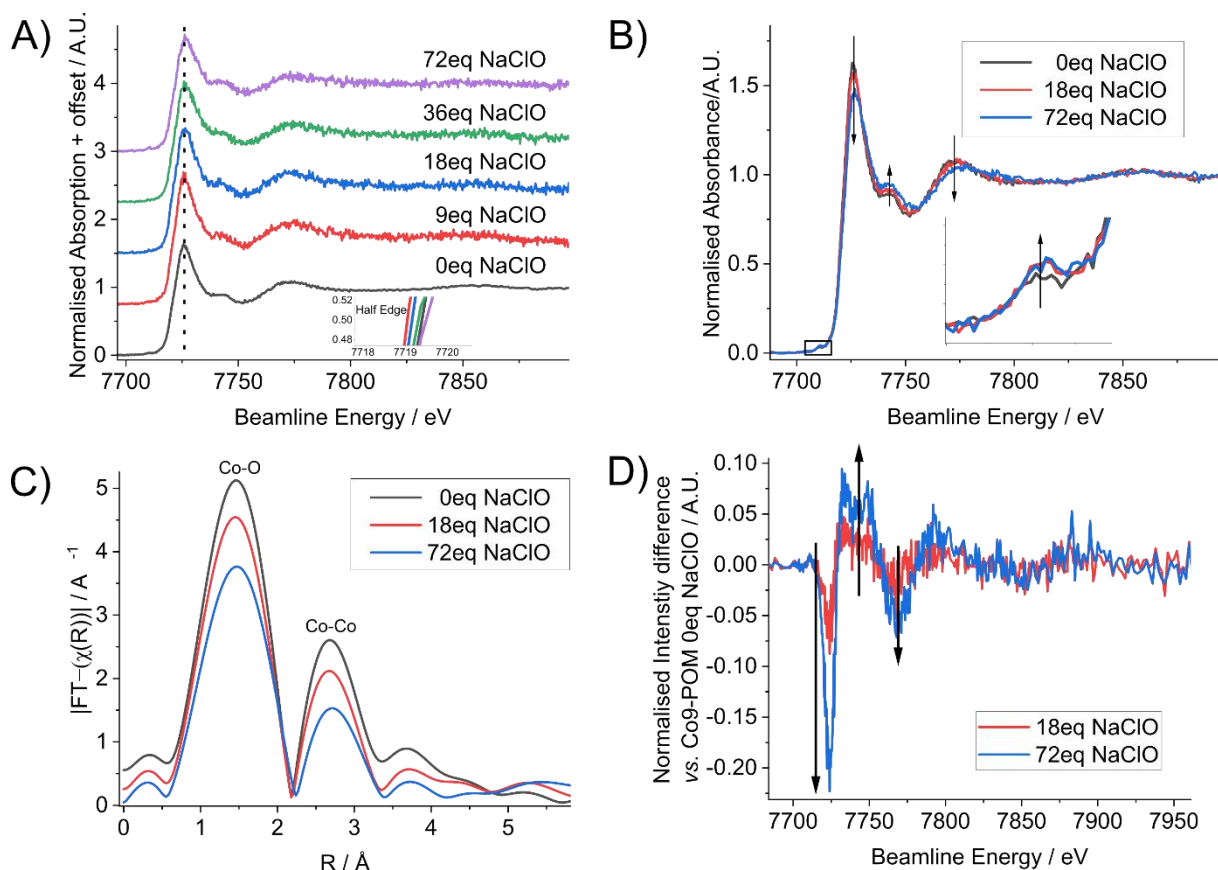 A)
Normalised Absorption + offset / A.U.
4
3
2
1
0
72eq NaClO
36eq NaClO
18eq NaClO
9eq NaClO
0eq NaClO
Half Edge
0.52
0.50
0.48
7718 7719 7720
7700 7750 7800 7850
Beamline Energy / eV
B)
Normalised Absorbance/A.U.
1.5
1.0
0.5
0.0
0eq NaClO
18eq NaClO
72eq NaClO
7700 7750 7800 7850
Beamline Energy / eV
C)
|FT−(χ(R))| / A -1
5
4
3
2
1
0
Co-O
Co-Co
0eq NaClO
18eq NaClO
72eq NaClO
0 1 2 3 4 5
R / Å
D)
Normalised Intenstiy difference
vs. Co9-POM 0eq NaClO / A.U.
0.10
0.05
0.00
-0.05
-0.10
-0.15
-0.20
18eq NaClO
72eq NaClO
7700 7750 7800 7850 7900 7950
Beamline Energy / eV